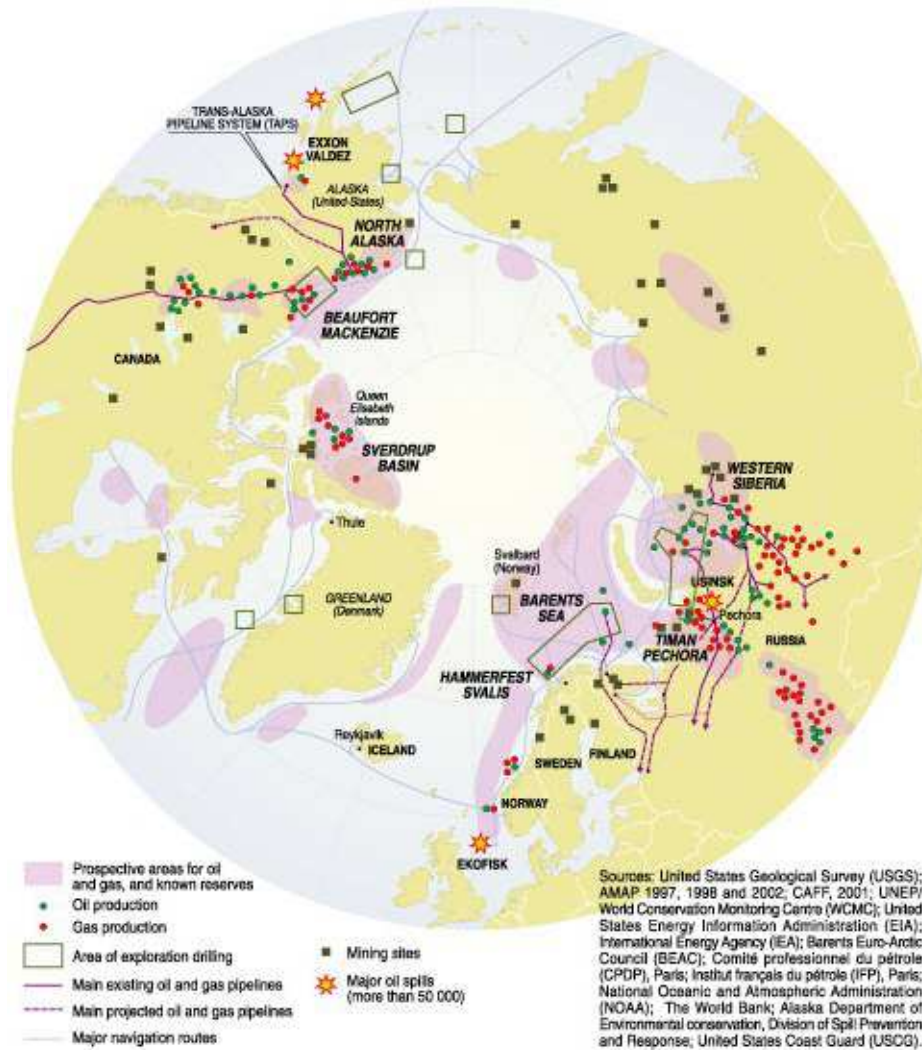 TRANS-ALASKA
PIPELINE SYSTEM (TAPS)
EXXON
VALDEZ
ALASKA
(United-States)
NORTH
ALASKA
BEAUFORT
MACKENZIE
CANADA
Queen
Elisabeth
Islands
SVERDRUP
BASIN
WESTERN
SIBERIA
Thule
Svalbard
(Norway)
USINSK
Pechora
GREENLAND
(Denmark)
BARENTS
SEA
TIMAN
PECHORA
RUSSIA
HAMMERFEST
SVALIS
Reykjavik
ICELAND
SWEDEN
FINLAND
NORWAY
EKOFISK
Prospective areas for oil
and gas, and known reserves
Oil production
Gas production
Area of exploration drilling
Main existing oil and gas pipelines
Main projected oil and gas pipelines
Major navigation routes
Mining sites
Major oil spills
(more than 50 000)
Sources: United States Geological Survey (USGS);
AMAP 1997, 1998 and 2002; CAFF, 2001; UNEP/
World Conservation Monitoring Centre (WCMC); United
States Energy Information Administration (EIA);
International Energy Agency (IEA); Barents Euro-Arctic
Council (BEAC); Comité professionnel du pétrole
(CPDP), Paris; Institut français du pétrole (IFP), Paris;
National Oceanic and Atmospheric Administration
(NOAA); The World Bank; Alaska Department of
Environmental conservation, Division of Spill Prevention
and Response; United States Coast Guard (USCG).